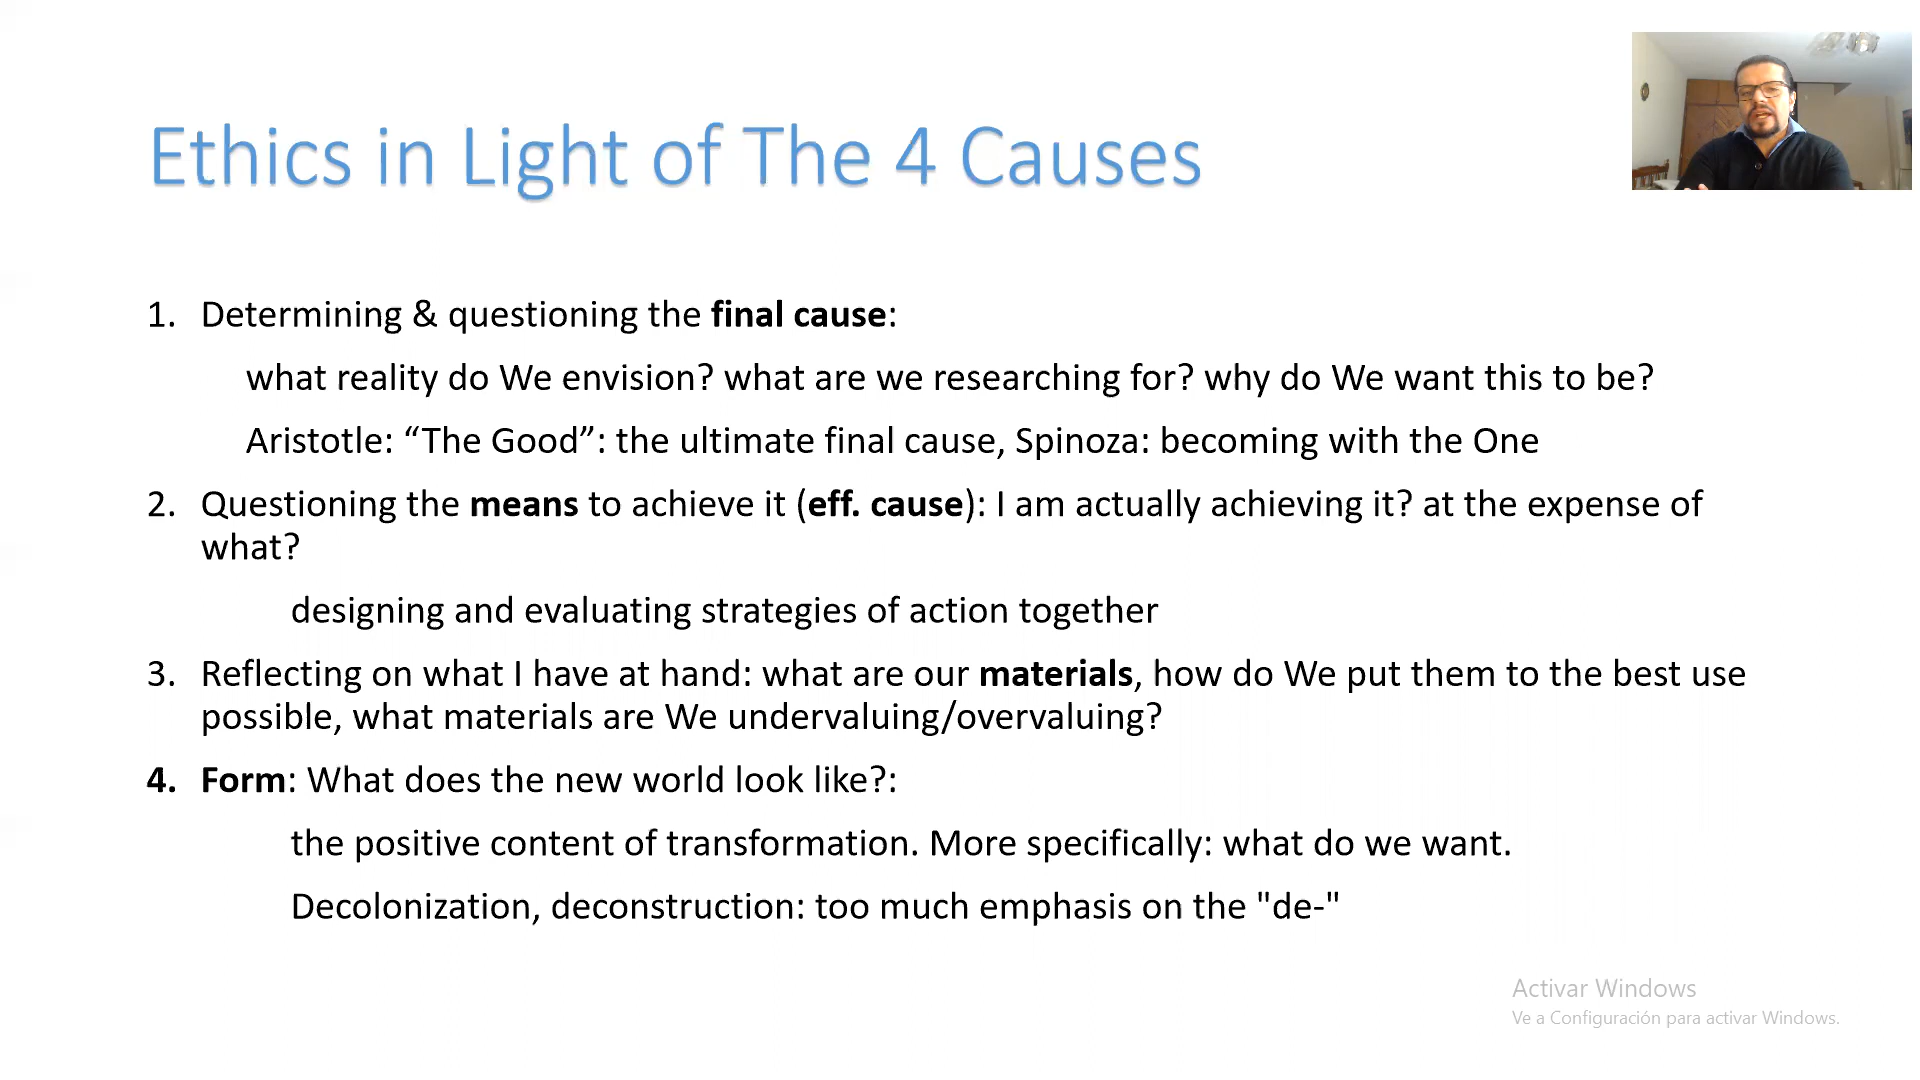 Ethics in Light of The 4 Causes
1. Determining & questioning the final cause:
what reality do We envision? what are we researching for? why do We want this to be?
Aristotle: “The Good”: the ultimate final cause, Spinoza: becoming with the One
2. Questioning the means to achieve it (eff. cause): I am actually achieving it? at the expense of
what?
designing and evaluating strategies of action together
3. Reflecting on what I have at hand: what are our materials, how do We put them to the best use
possible, what materials are We undervaluing/overvaluing?
4. Form: What does the new world look like?:
the positive content of transformation. More specifically: what do we want.
Decolonization, deconstruction: too much emphasis on the "de-"
Activar Windows
Ve a Configuración para activar Windows.